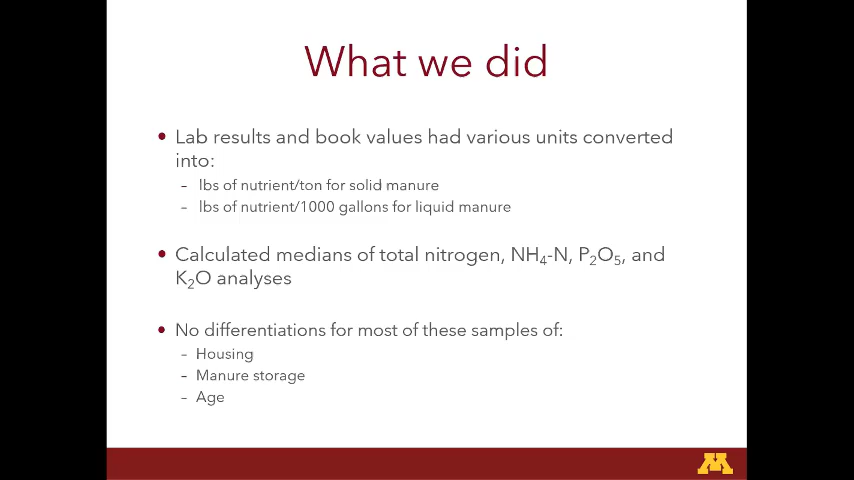 What we did
• Lab results and book values had various units converted
into:
– lbs of nutrient/ton for solid manure
– lbs of nutrient/1000 gallons for liquid manure
• Calculated medians of total nitrogen, NH₄-N, P₂O₅, and
K₂O analyses
• No differentiations for most of these samples of:
– Housing
– Manure storage
– Age
M